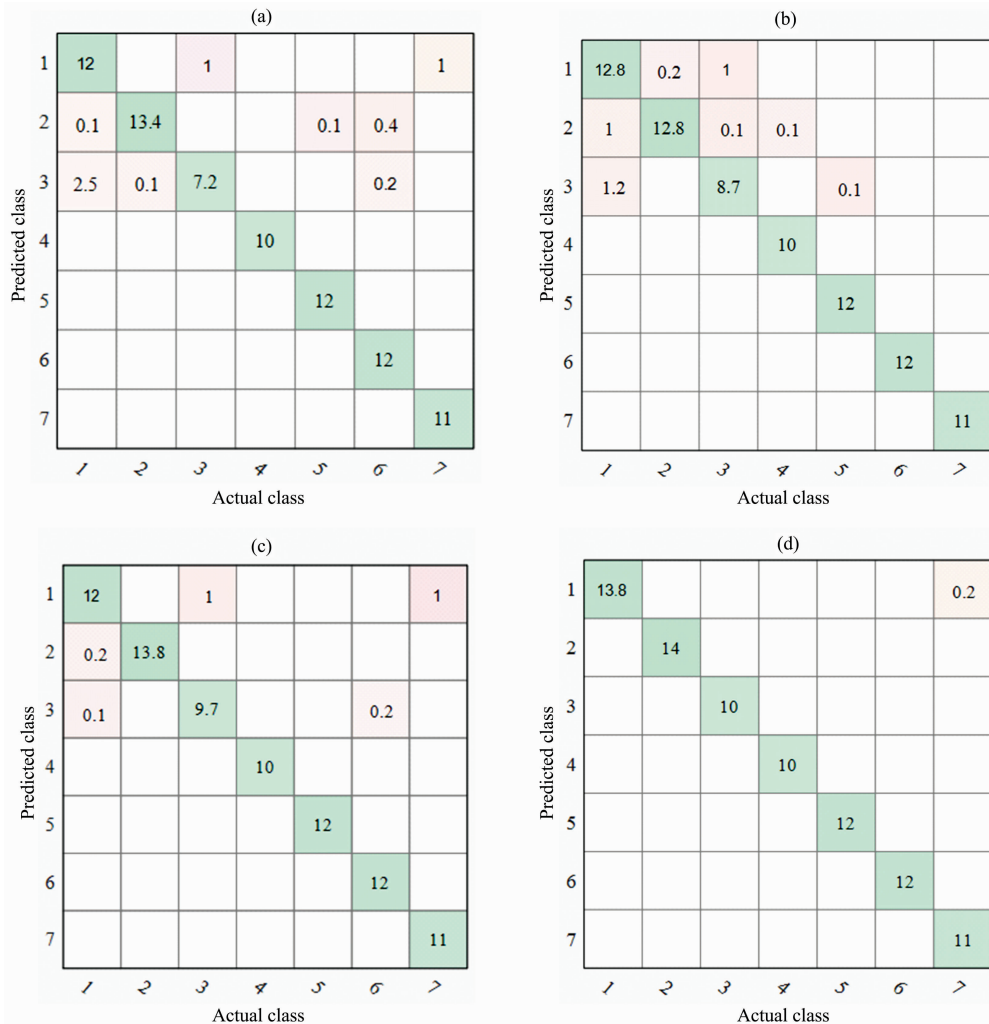 (a)
1 12 1 1
2 0.1 13.4 0.1 0.4
3 2.5 0.1 7.2 0.2
4 10
5 12
6 12
7 11
1 2 3 4 5 6 7
Actual class
Predicted class
(b)
1 12.8 0.2 1
2 1 12.8 0.1 0.1
3 1.2 8.7 0.1
4 10
5 12
6 12
7 11
1 2 3 4 5 6 7
Actual class
Predicted class
(c)
1 12 1 1
2 0.2 13.8
3 0.1 9.7 0.2
4 10
5 12
6 12
7 11
1 2 3 4 5 6 7
Actual class
Predicted class
(d)
1 13.8 0.2
2 14
3 10
4 10
5 12
6 12
7 11
1 2 3 4 5 6 7
Actual class
Predicted class